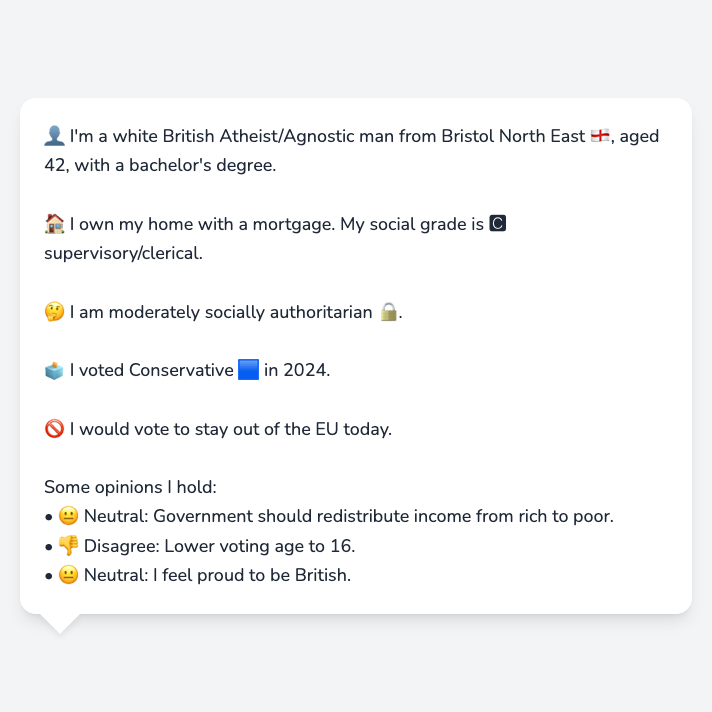 👤 I'm a white British Atheist/Agnostic man from Bristol North East 🏴󠁧󠁢󠁥󠁮󠁧󠁿, aged
42, with a bachelor's degree.
🏠 I own my home with a mortgage. My social grade is 🅲
supervisory/clerical.
🤔 I am moderately socially authoritarian 🔒.
🗳️ I voted Conservative 🟦 in 2024.
🚫 I would vote to stay out of the EU today.
Some opinions I hold:
• 😐 Neutral: Government should redistribute income from rich to poor.
• 👎 Disagree: Lower voting age to 16.
• 😐 Neutral: I feel proud to be British.